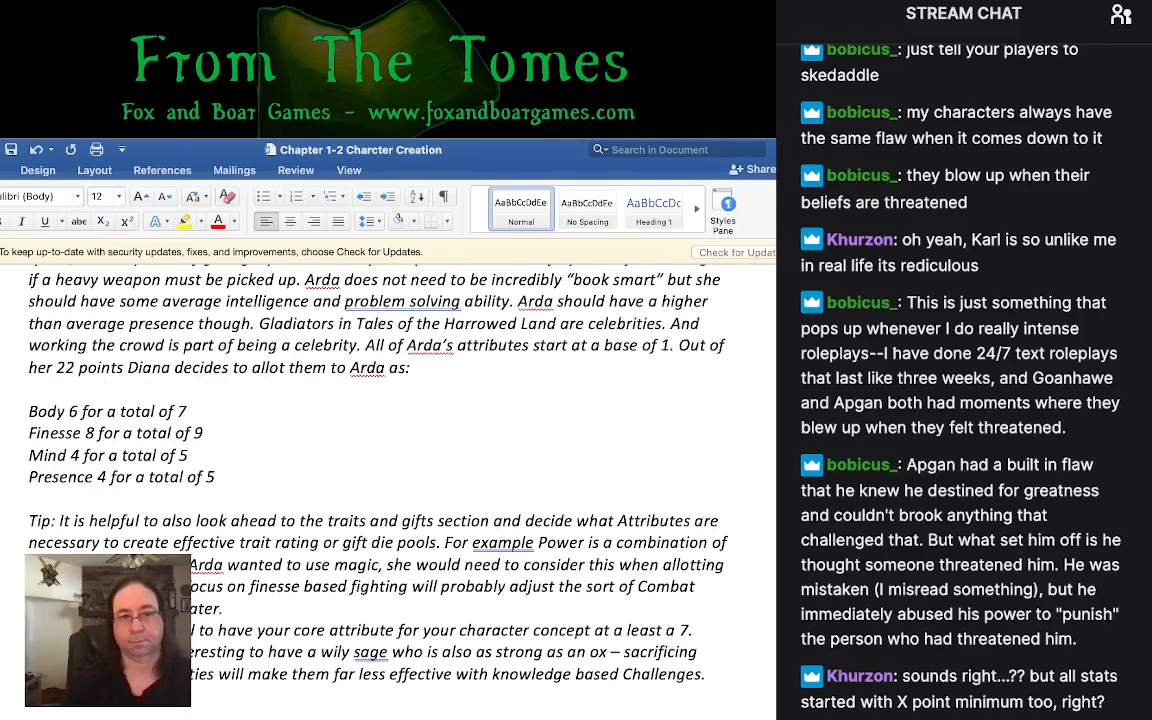 From The Tomes
Fox and Boat Games - www.foxandboatgames.com
Chapter 1-2 Charcter Creation
Search in Document
Design Layout References Mailings Review View
Share
alibri (Body) 12
AaBbCcDdEe AaBbCcDdEe AaBbCcDc
Normal No Spacing Heading 1
Styles
Pane
To keep up-to-date with security updates, fixes, and improvements, choose Check for Updates.
Check for Updat
if a heavy weapon must be picked up. Arda does not need to be incredibly “book smart” but she
should have some average intelligence and problem solving ability. Arda should have a higher
than average presence though. Gladiators in Tales of the Harrowed Land are celebrities. And
working the crowd is part of being a celebrity. All of Arda’s attributes start at a base of 1. Out of
her 22 points Diana decides to allot them to Arda as:
Body 6 for a total of 7
Finesse 8 for a total of 9
Mind 4 for a total of 5
Presence 4 for a total of 5
Tip: It is helpful to also look ahead to the traits and gifts section and decide what Attributes are
necessary to create effective trait rating or gift die pools. For example Power is a combination of
Arda wanted to use magic, she would need to consider this when allotting
ocus on finesse based fighting will probably adjust the sort of Combat
ater.
d to have your core attribute for your character concept at a least a 7.
eresting to have a wily sage who is also as strong as an ox – sacrificing
ties will make them far less effective with knowledge based Challenges.
STREAM CHAT
bobicus_: just tell your players to
skedaddle
bobicus_: my characters always have
the same flaw when it comes down to it
bobicus_: they blow up when their
beliefs are threatened
Khurzon: oh yeah, Karl is so unlike me
in real life its rediculous
bobicus_: This is just something that
pops up whenever I do really intense
roleplays--I have done 24/7 text roleplays
that last like three weeks, and Goanhawe
and Apgan both had moments where they
blew up when they felt threatened.
bobicus_: Apgan had a built in flaw
that he knew he destined for greatness
and couldn't brook anything that
challenged that. But what set him off is he
thought someone threatened him. He was
mistaken (I misread something), but he
immediately abused his power to "punish"
the person who had threatened him.
Khurzon: sounds right...?? but all stats
started with X point minimum too, right?